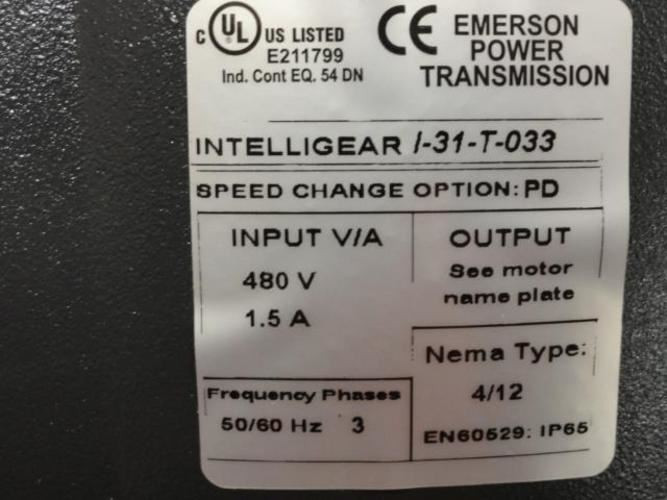 C UL US LISTED
E211799
Ind. Cont EQ. 54 DN
CE EMERSON
POWER
TRANSMISSION
INTELLIGEAR I-31-T-033
SPEED CHANGE OPTION: PD
INPUT V/A
480 V
1.5 A
OUTPUT
See motor
name plate
Nema Type:
4/12
EN60529: IP65
Frequency Phases
50/60 Hz 3